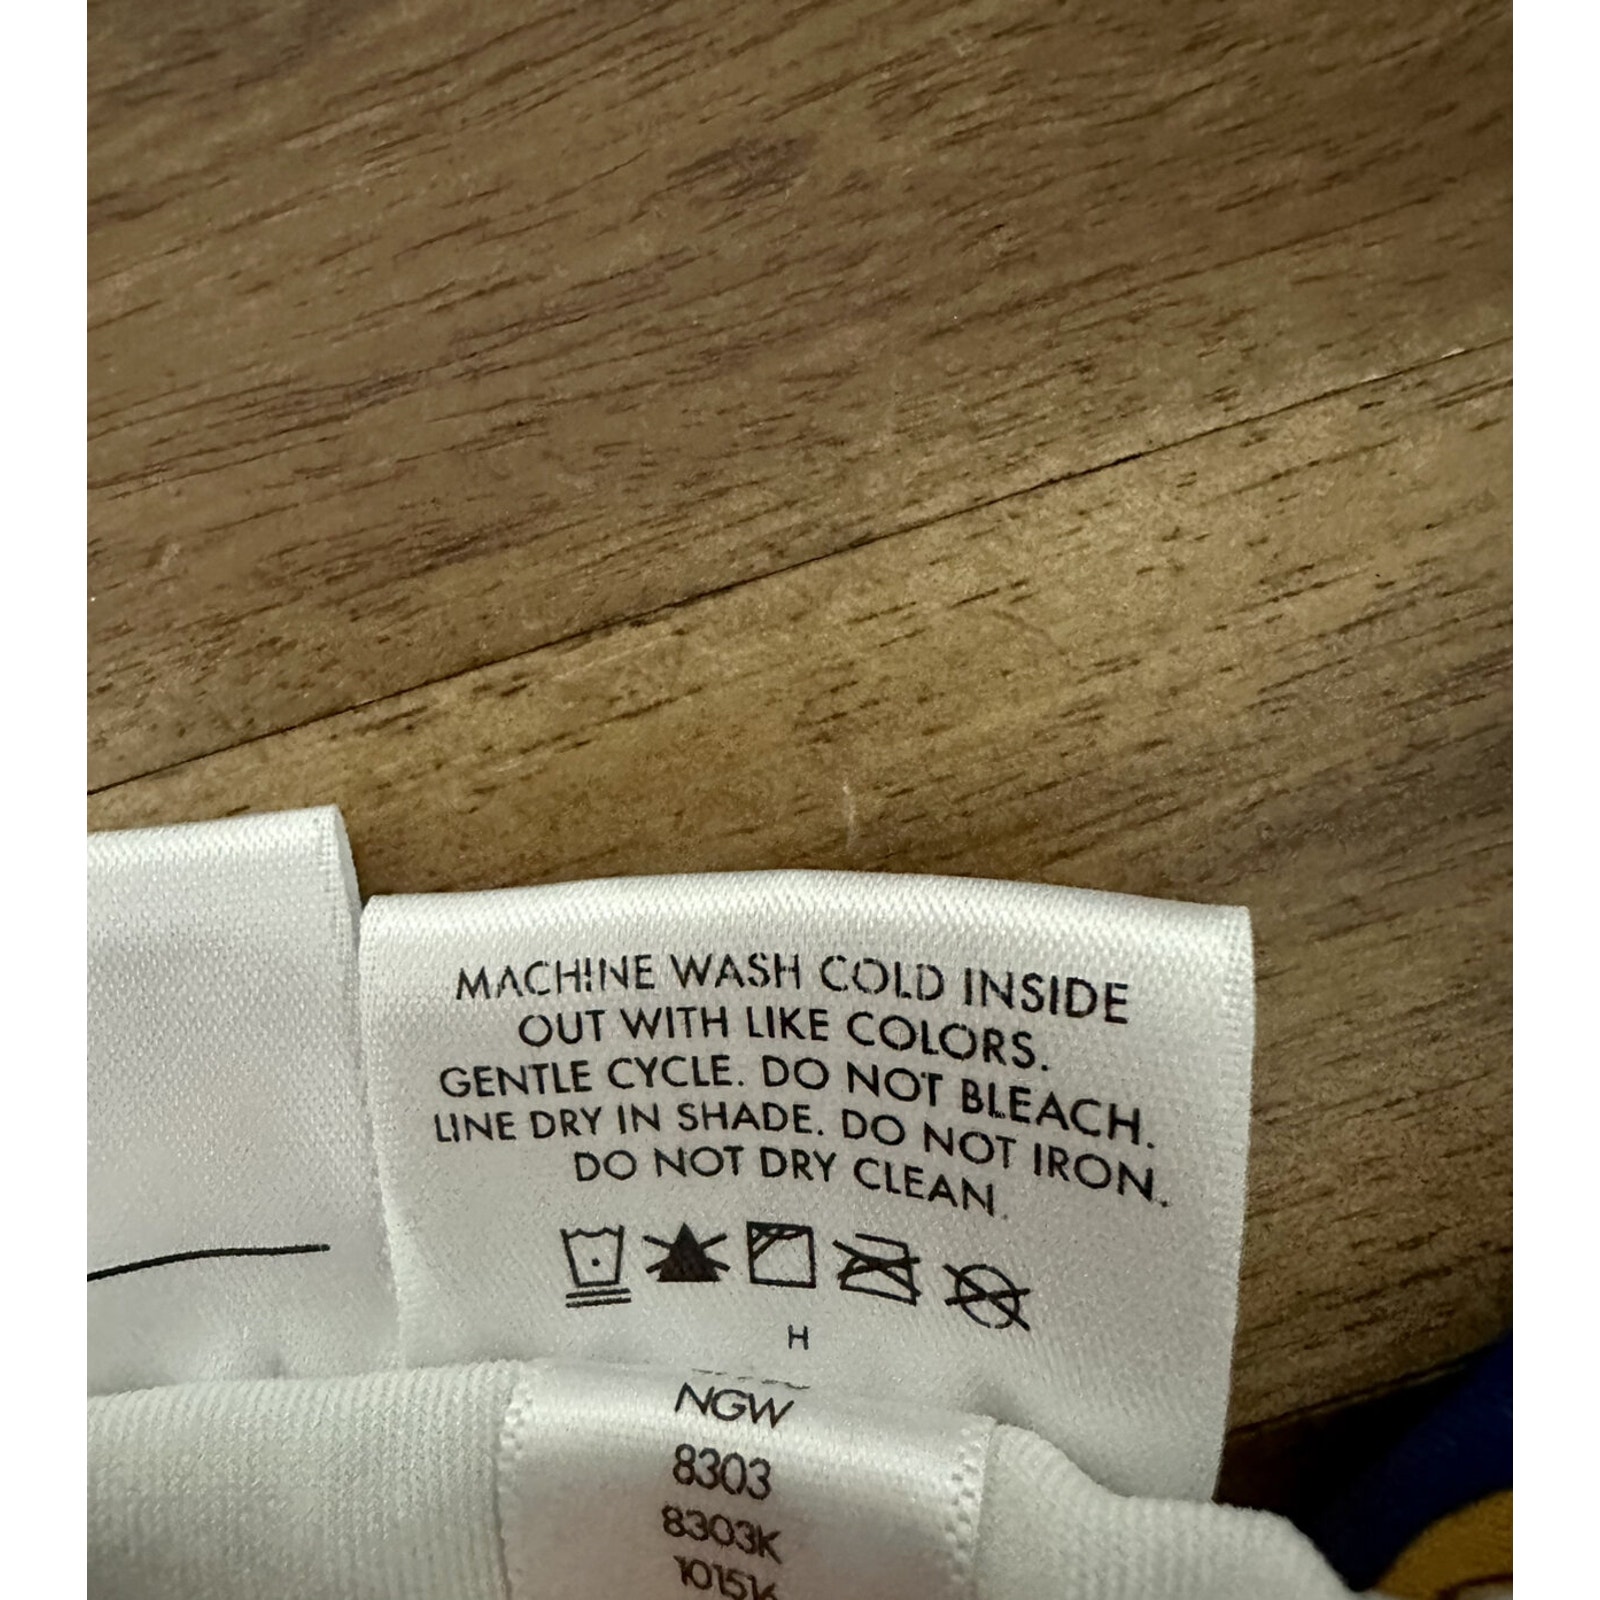 MACHINE WASH COLD INSIDE
OUT WITH LIKE COLORS.
GENTLE CYCLE. DO NOT BLEACH.
LINE DRY IN SHADE. DO NOT IRON.
DO NOT DRY CLEAN.
H
NGW
8303
8303K